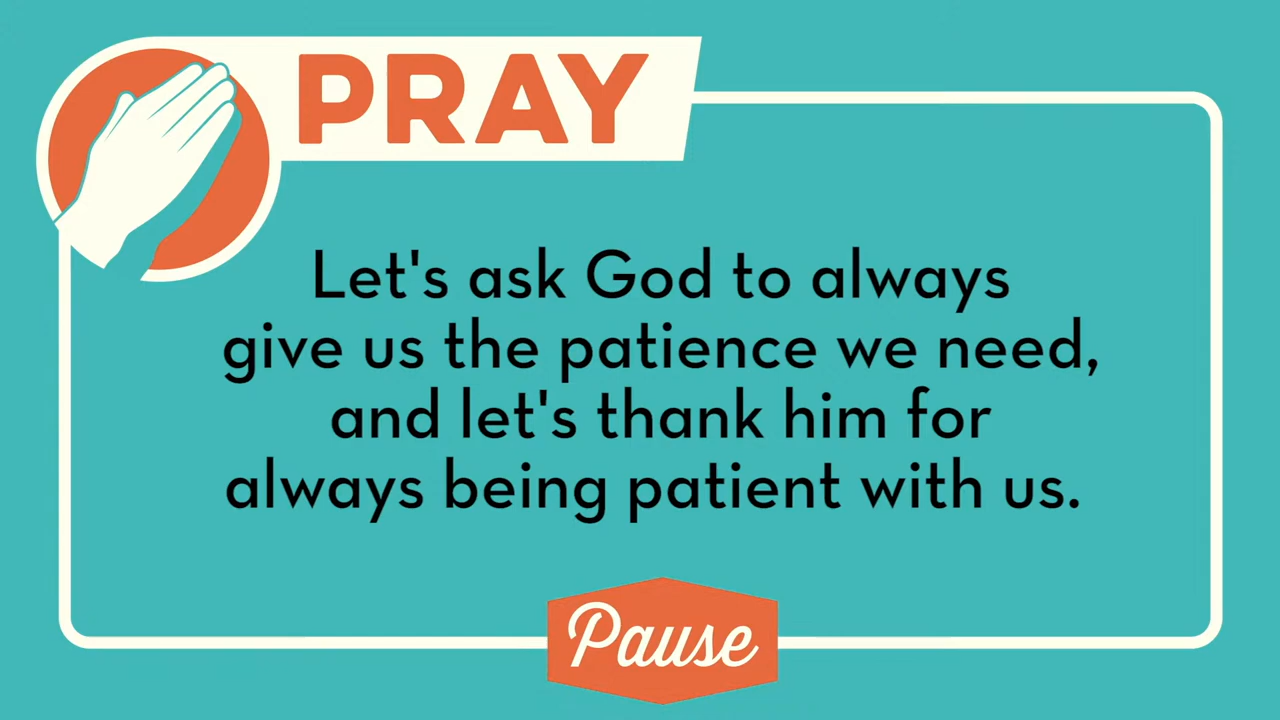 PRAY
Let's ask God to always
give us the patience we need,
and let's thank him for
always being patient with us.
Pause